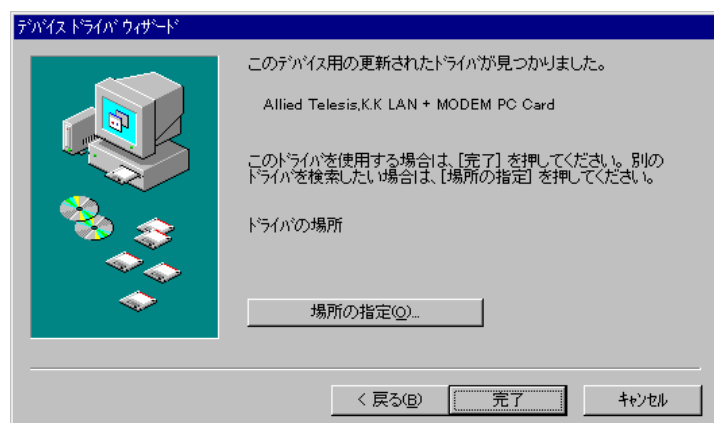 ﾃﾞﾊﾞｲｽ ﾄﾞﾗｲﾊﾞ ｳｨｻﾞｰﾄﾞ
このﾃﾞﾊﾞｲｽ用の更新されたﾄﾞﾗｲﾊﾞが見つかりました。
Allied Telesis,K.K LAN + MODEM PC Card
このﾄﾞﾗｲﾊﾞを使用する場合は、[完了] を押してください。別の
ﾄﾞﾗｲﾊﾞを検索したい場合は、[場所の指定] を押してください。
ﾄﾞﾗｲﾊﾞの場所
場所の指定(O)...
< 戻る(B)
完了
ｷｬﾝｾﾙ